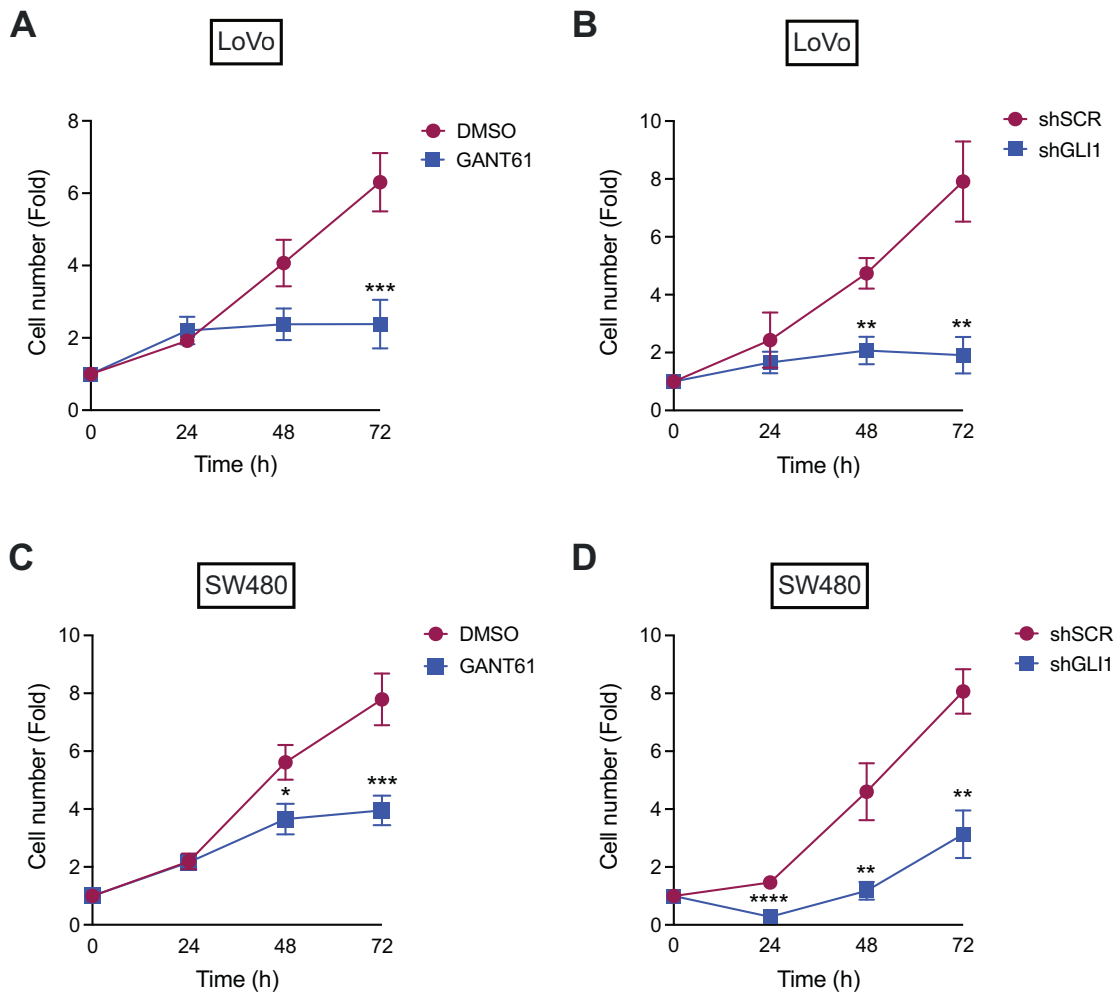 A
LoVo
DMSO
GANT61
Cell number (Fold)
8
6
4
2
0
***
0 24 48 72
Time (h)
B
LoVo
shSCR
shGLI1
Cell number (Fold)
10
8
6
4
2
0
** **
0 24 48 72
Time (h)
C
SW480
DMSO
GANT61
Cell number (Fold)
10
8
6
4
2
0
* ***
0 24 48 72
Time (h)
D
SW480
shSCR
shGLI1
Cell number (Fold)
10
8
6
4
2
0
**** ** **
0 24 48 72
Time (h)